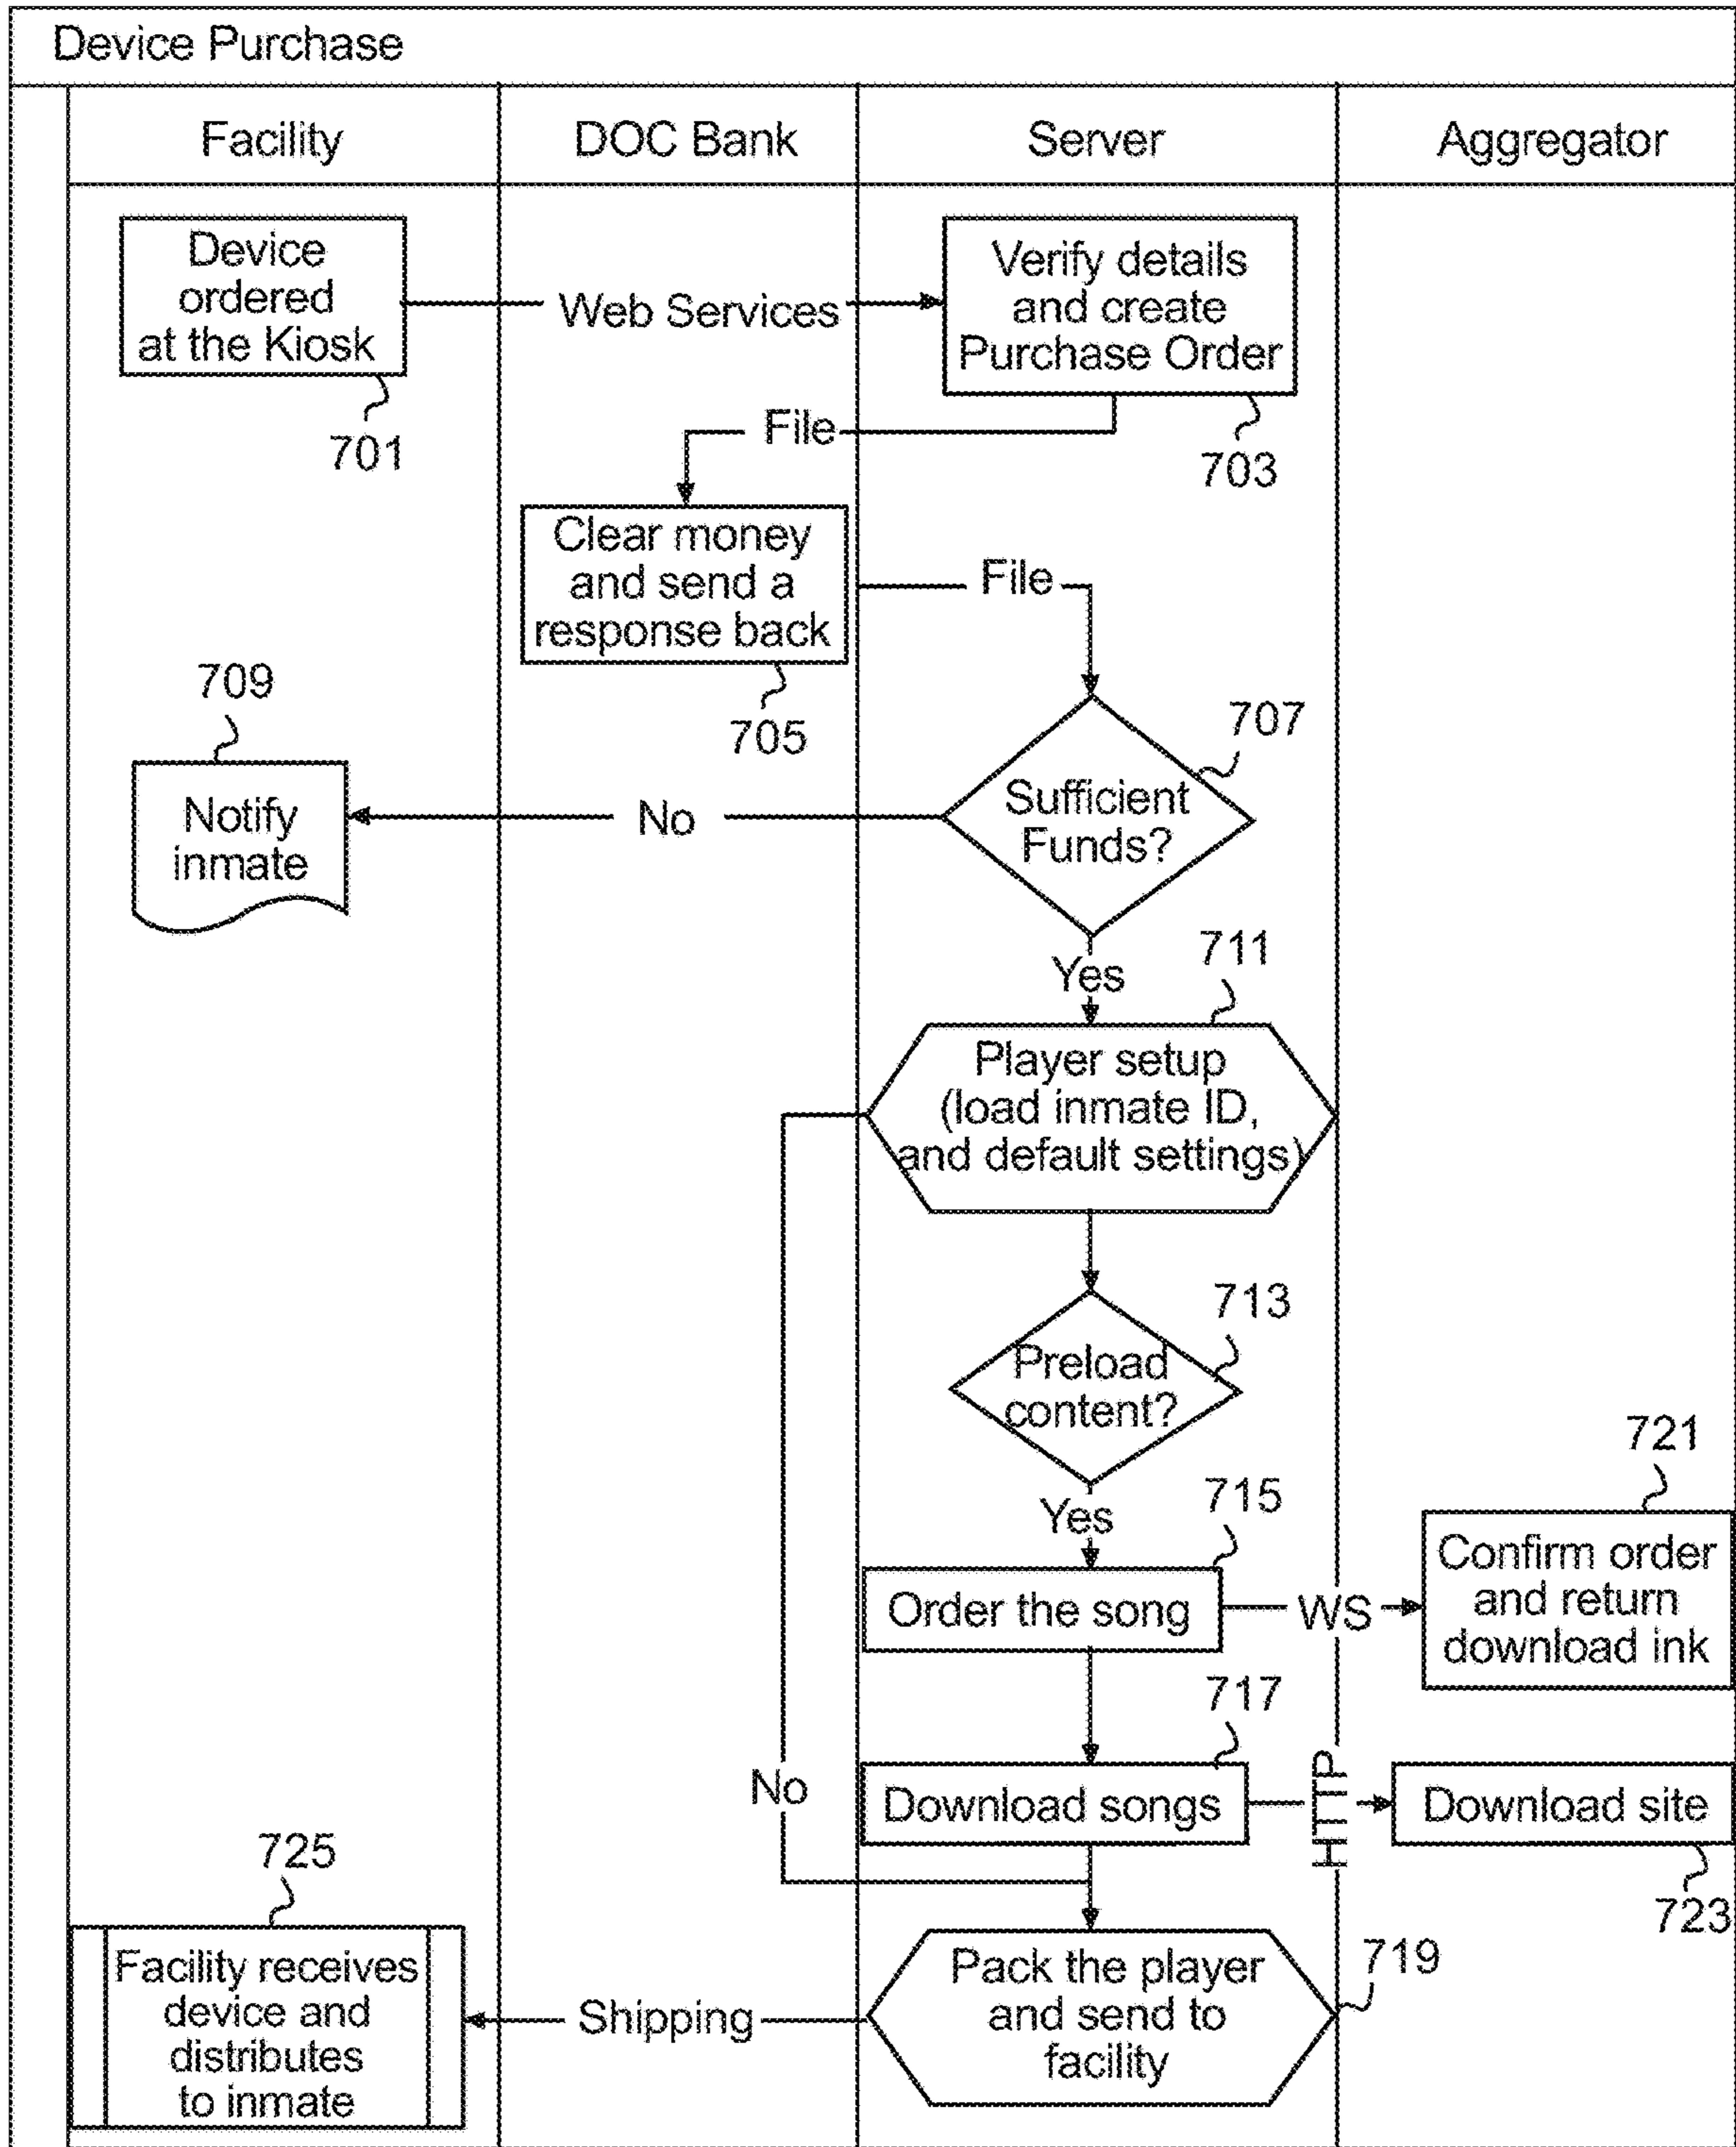 Device Purchase
Facility
DOC Bank
Server
Aggregator
Device
ordered
at the Kiosk
701
Web Services
Verify details
and create
Purchase Order
703
File
Clear money
and send a
response back
705
File
709
Notify
inmate
No
707
Sufficient
Funds?
Yes
711
Player setup
(load inmate ID,
and default settings)
713
Preload
content?
Yes
715
Order the song
WS
721
Confirm order
and return
download ink
717
No
Download songs
HTTP
Download site
723
725
Facility receives
device and
distributes
to inmate
Shipping
Pack the player
and send to
facility
719